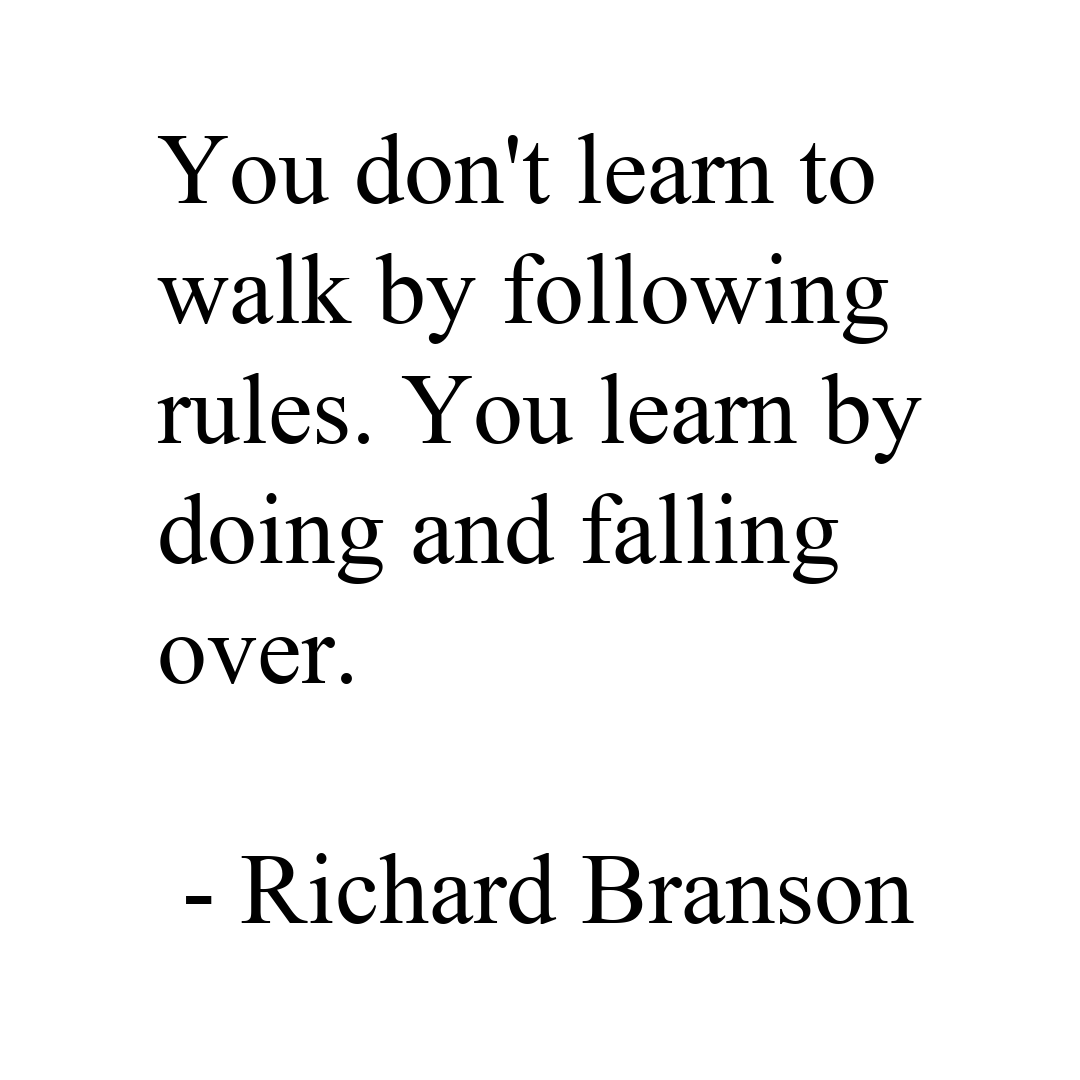 You don't learn to
walk by following
rules. You learn by
doing and falling
over.
- Richard Branson